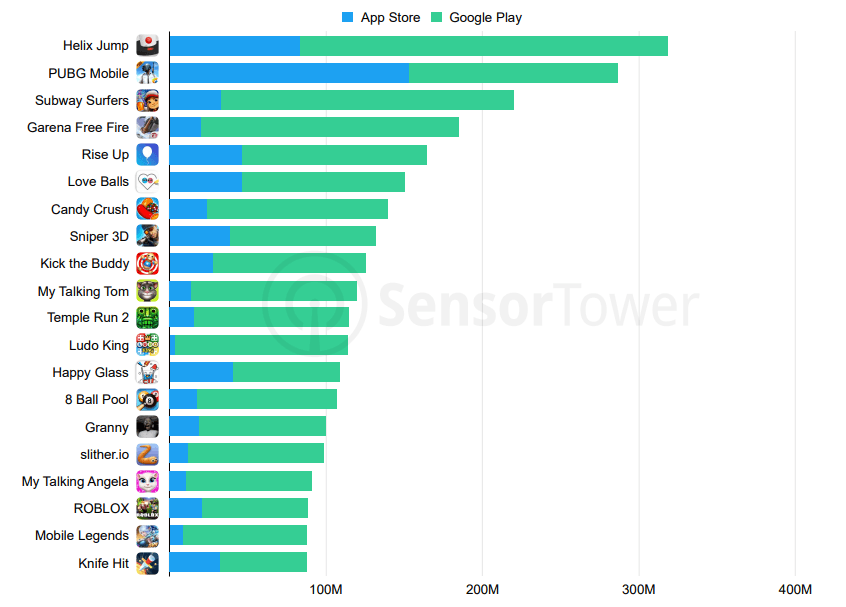 App Store Google Play
Helix Jump
PUBG Mobile
Subway Surfers
Garena Free Fire
Rise Up
Love Balls
Candy Crush
Sniper 3D
Kick the Buddy
My Talking Tom
Temple Run 2
SensorTower
Ludo King
Happy Glass
8 Ball Pool
Granny
slither.io
My Talking Angela
ROBLOX
Mobile Legends
Knife Hit
100M 200M 300M 400M